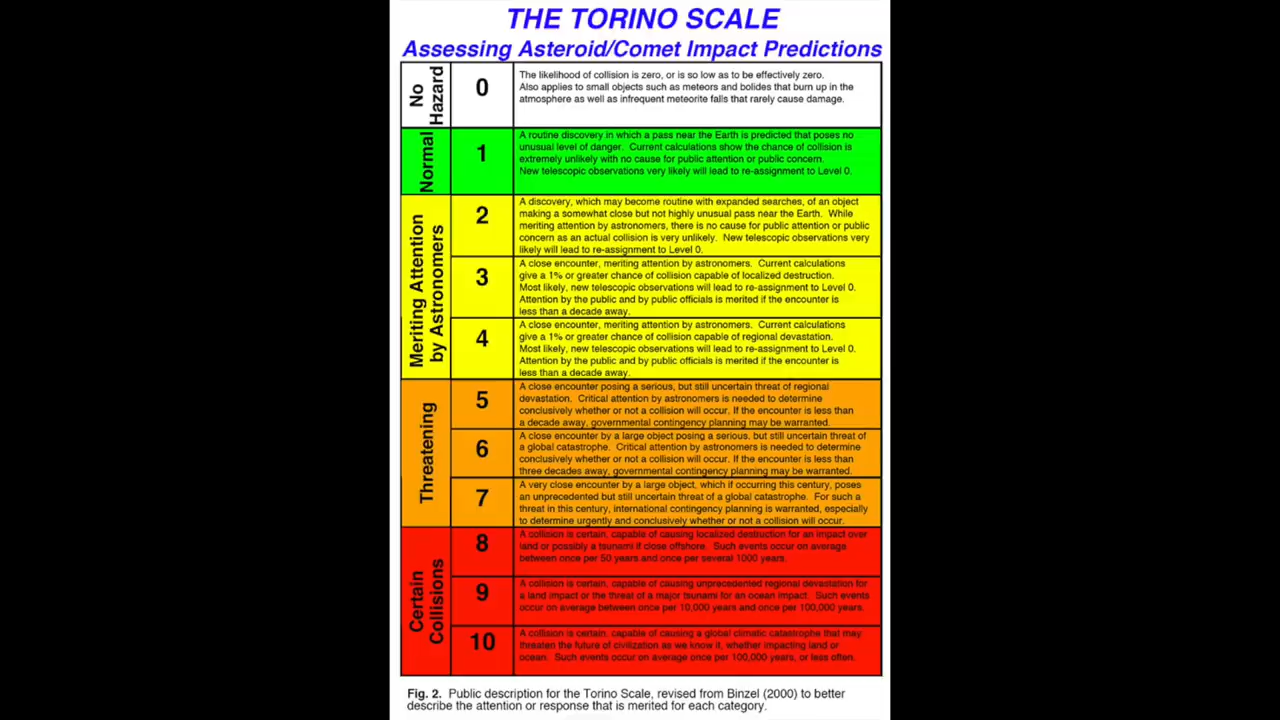 THE TORINO SCALE
Assessing Asteroid/Comet Impact Predictions
No
Hazard
0
The likelihood of collision is zero, or is so low as to be effectively zero.
Also applies to small objects such as meteors and bolides that burn up in the
atmosphere as well as infrequent meteorite falls that rarely cause damage.
Normal
1
A routine discovery in which a pass near the Earth is predicted that poses no
unusual level of danger. Current calculations show the chance of collision is
extremely unlikely with no cause for public attention or public concern.
New telescopic observations very likely will lead to re-assignment to Level 0.
Meriting Attention
by Astronomers
2
A discovery, which may become routine with expanded searches, of an object
making a somewhat close but not highly unusual pass near the Earth. While
meriting attention by astronomers, there is no cause for public attention or public
concern as an actual collision is very unlikely. New telescopic observations very
likely will lead to re-assignment to Level 0.
3
A close encounter, meriting attention by astronomers. Current calculations
give a 1% or greater chance of collision capable of localized destruction.
Most likely, new telescopic observations will lead to re-assignment to Level 0.
Attention by the public and by public officials is merited if the encounter is
less than a decade away.
4
A close encounter, meriting attention by astronomers. Current calculations
give a 1% or greater chance of collision capable of regional devastation.
Most likely, new telescopic observations will lead to re-assignment to Level 0.
Attention by the public and by public officials is merited if the encounter is
less than a decade away.
Threatening
5
A close encounter posing a serious, but still uncertain threat of regional
devastation. Critical attention by astronomers is needed to determine
conclusively whether or not a collision will occur. If the encounter is less than
a decade away, governmental contingency planning may be warranted.
6
A close encounter by a large object posing a serious, but still uncertain threat of
a global catastrophe. Critical attention by astronomers is needed to determine
conclusively whether or not a collision will occur. If the encounter is less than
three decades away, governmental contingency planning may be warranted.
7
A very close encounter by a large object, which if occurring this century, poses
an unprecedented but still uncertain threat of a global catastrophe. For such a
threat in this century, international contingency planning is warranted, especially
to determine urgently and conclusively whether or not a collision will occur.
Certain
Collisions
8
A collision is certain, capable of causing localized destruction for an impact over
land or possibly a tsunami if close offshore. Such events occur on average
between once per 50 years and once per several 1000 years.
9
A collision is certain, capable of causing unprecedented regional devastation for
a land impact or the threat of a major tsunami for an ocean impact. Such events
occur on average between once per 10,000 years and once per 100,000 years.
10
A collision is certain, capable of causing a global climatic catastrophe that may
threaten the future of civilization as we know it, whether impacting land or
ocean. Such events occur on average once per 100,000 years, or less often.
Fig. 2. Public description for the Torino Scale, revised from Binzel (2000) to better
describe the attention or response that is merited for each category.